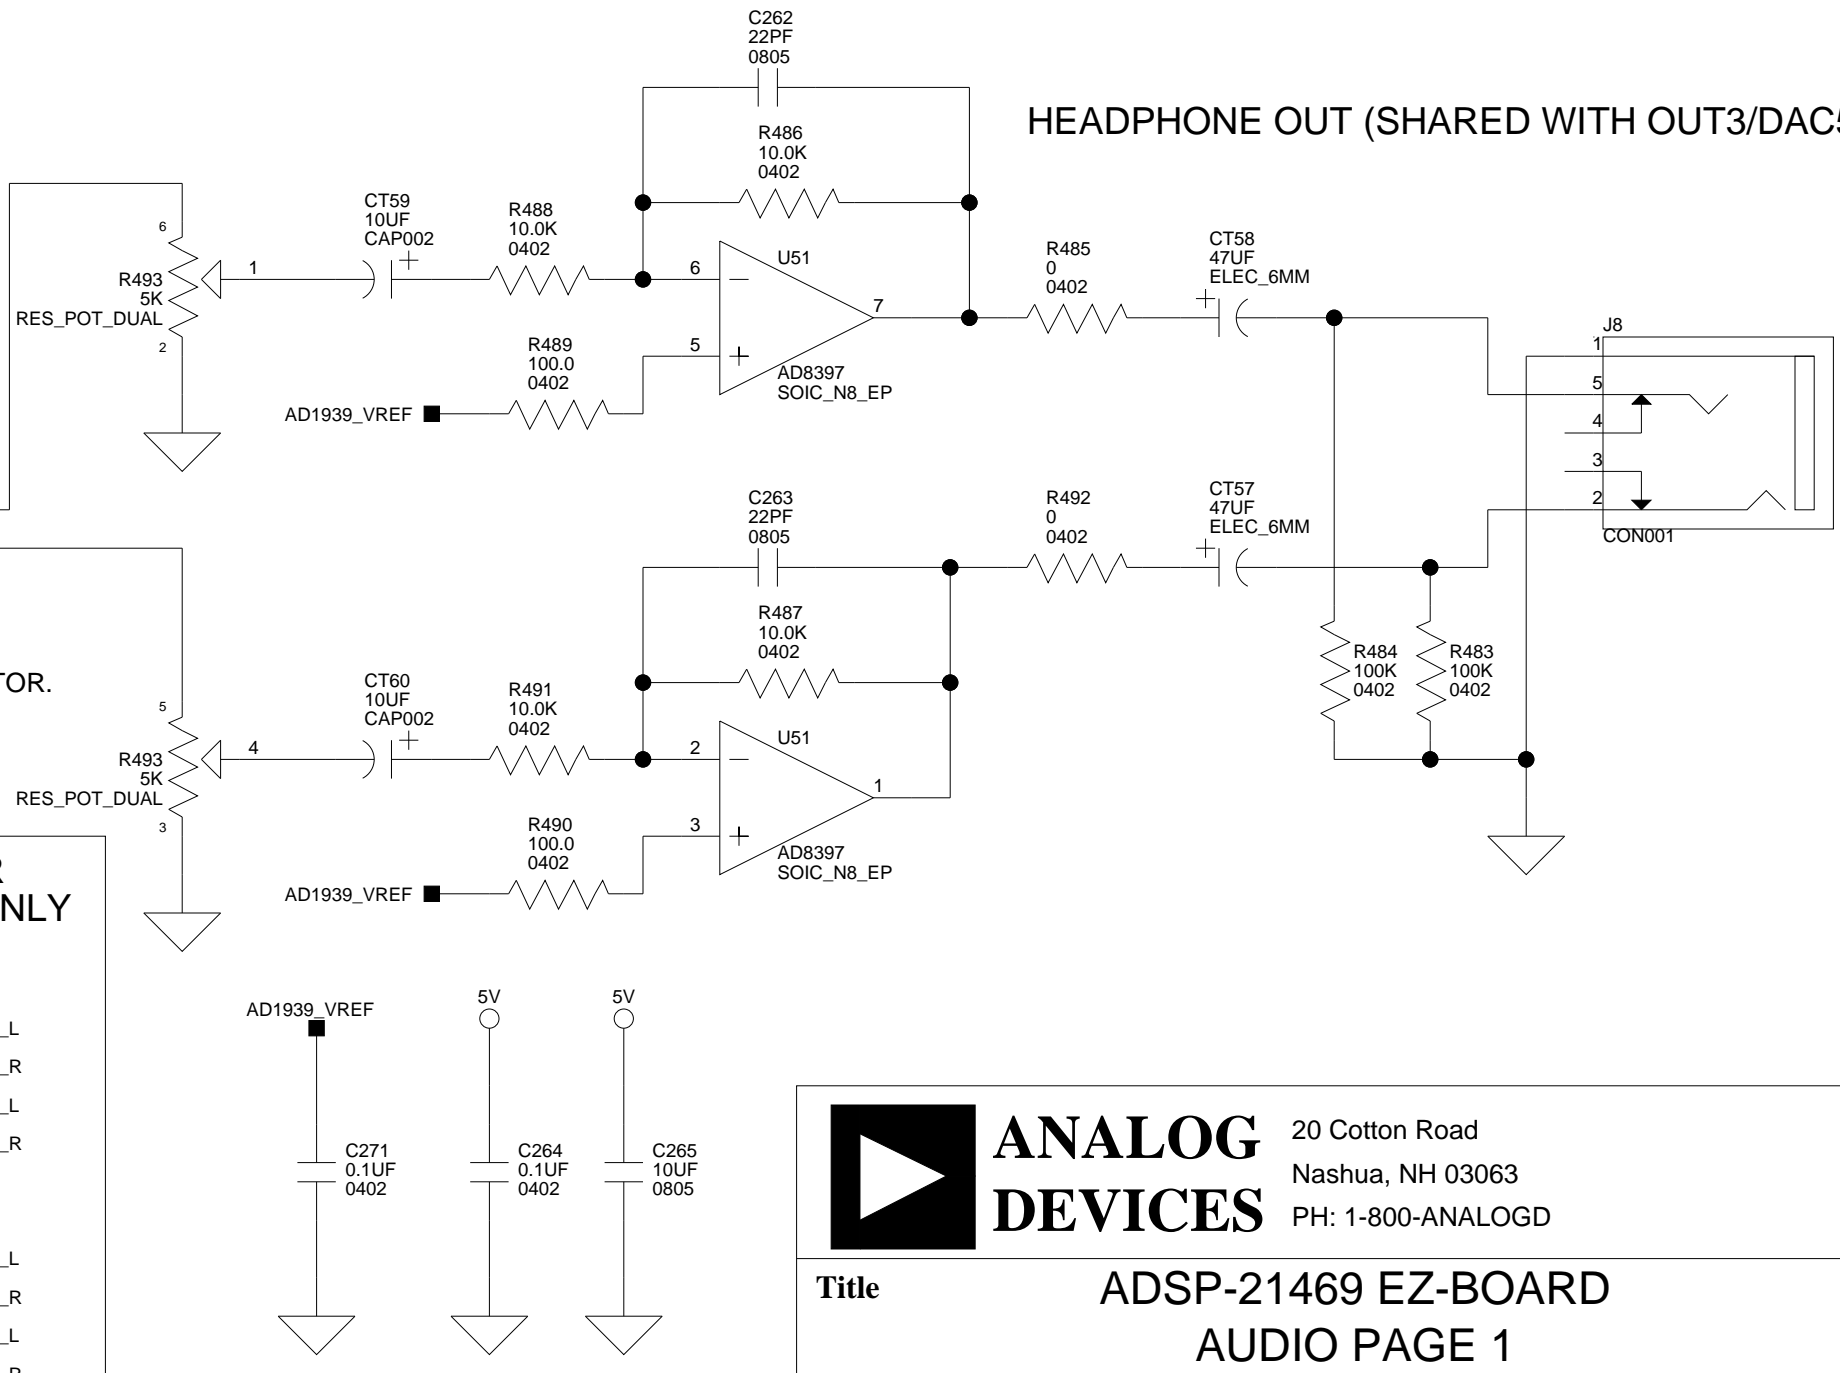 C262
22PF
0805
HEADPHONE OUT (SHARED WITH OUT3/DAC5
R486
10.0K
0402
CT59
10UF
CAP002
R488
10.0K
0402
6
R493
5K
RES_POT_DUAL
2
1
6
U51
7
5
AD8397
SOIC_N8_EP
R489
100.0
0402
AD1939_VREF
R485
0
0402
CT58
47UF
ELEC_6MM
J8
1
5
4
3
2
CON001
C263
22PF
0805
R492
0
0402
CT57
47UF
ELEC_6MM
R487
10.0K
0402
TOR.
CT60
10UF
CAP002
R491
10.0K
0402
5
R493
5K
RES_POT_DUAL
3
4
2
U51
1
3
AD8397
SOIC_N8_EP
R490
100.0
0402
AD1939_VREF
R484
100K
0402
R483
100K
0402
R
NLY
_L
_R
_L
_R
_L
_R
_L
_R
AD1939_VREF
5V
5V
C271
0.1UF
0402
C264
0.1UF
0402
C265
10UF
0805
ANALOG
DEVICES
20 Cotton Road
Nashua, NH 03063
PH: 1-800-ANALOGD
Title
ADSP-21469 EZ-BOARD
AUDIO PAGE 1